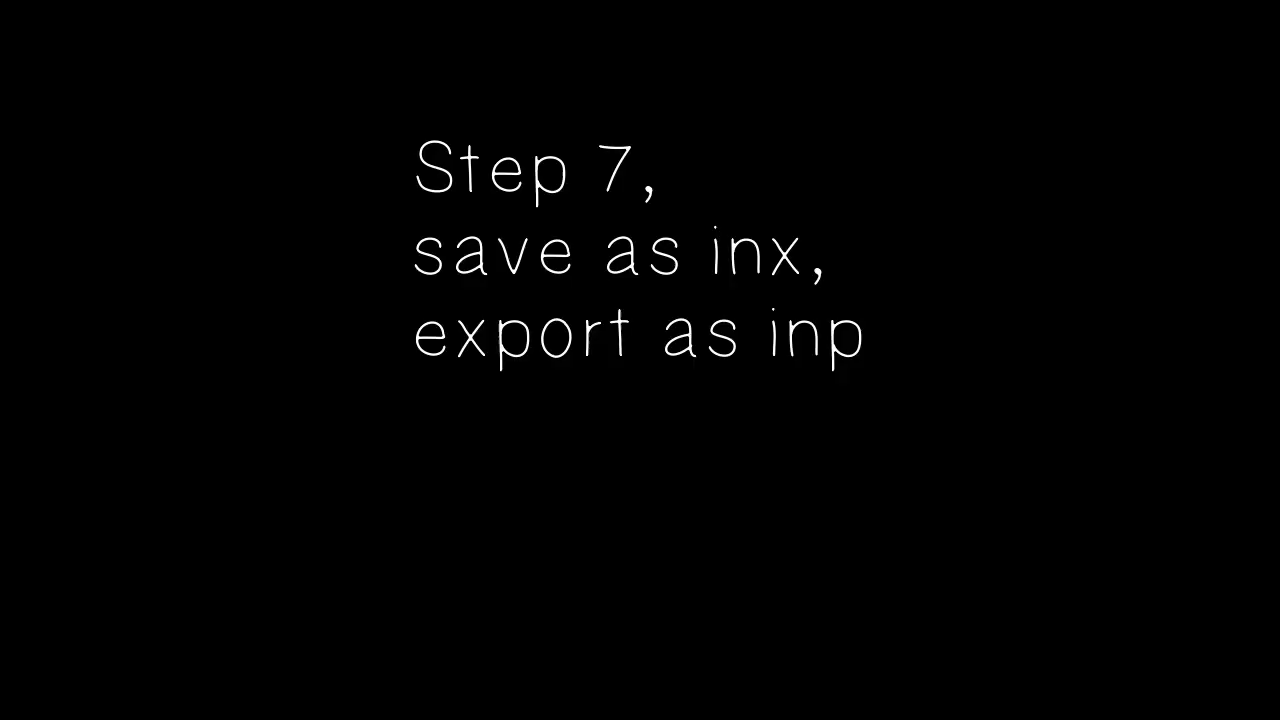 Step 7,
save as inx,
export as inp